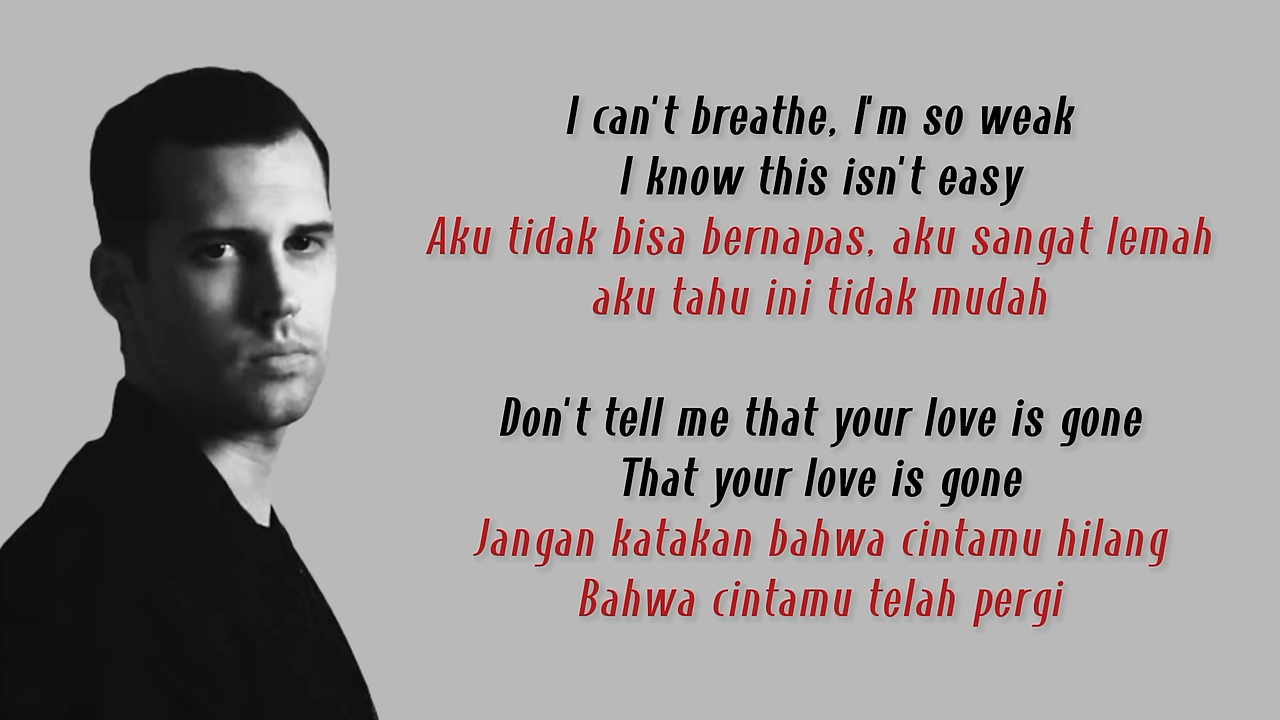 I can't breathe, I'm so weak
I know this isn't easy
Aku tidak bisa bernapas, aku sangat lemah
aku tahu ini tidak mudah
Don't tell me that your love is gone
That your love is gone
Jangan katakan bahwa cintamu hilang
Bahwa cintamu telah pergi